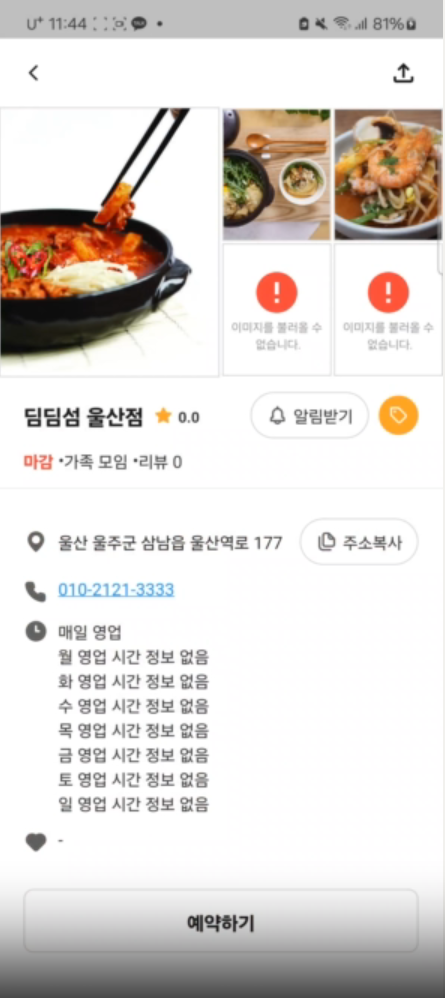 U+ 11:44
81%
이미지를 불러올 수
없습니다.
이미지를 불러올 수
없습니다.
딤딤섬 울산점 0.0
알림받기
마감 •가족 모임 •리뷰 0
울산 울주군 삼남읍 울산역로 177
주소복사
010-2121-3333
매일 영업
월 영업 시간 정보 없음
화 영업 시간 정보 없음
수 영업 시간 정보 없음
목 영업 시간 정보 없음
금 영업 시간 정보 없음
토 영업 시간 정보 없음
일 영업 시간 정보 없음
-
예약하기